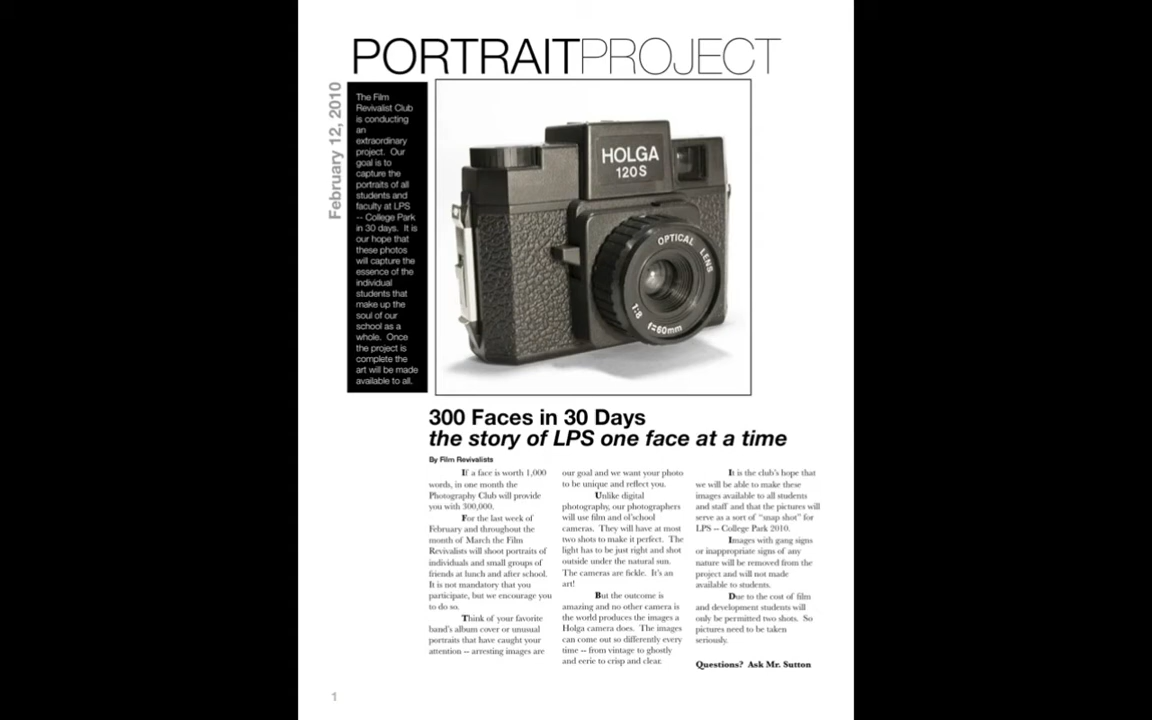 PORTRAITPROJECT
February 12, 2010
The Film
Revivalist Club
is conducting
an
extraordinary
project. Our
goal is to
capture the
portraits of all
students and
faculty at LPS
-- College Park
in 30 days. It is
our hope that
these photos
will capture the
essence of the
individual
students that
make up the
soul of our
school as a
whole. Once
the project is
complete the
art will be made
available to all.
HOLGA
120S
OPTICAL LENS
1:8 f=60mm
300 Faces in 30 Days
the story of LPS one face at a time
By Film Revivalists
If a face is worth 1,000
words, in one month the
Photography Club will provide
you with 300,000.
For the last week of
February and throughout the
month of March the Film
Revivalists will shoot portraits of
individuals and small groups of
friends at lunch and after school.
It is not mandatory that you
participate, but we encourage you
to do so.
Think of your favorite
band's album cover or unusual
portraits that have caught your
attention -- arresting images are
our goal and we want your photo
to be unique and reflect you.
Unlike digital
photography, our photographers
will use film and ol'school
cameras. They will have at most
two shots to make it perfect. The
light has to be just right and shot
outside under the natural sun.
The cameras are fickle. It's an
art!
But the outcome is
amazing and no other camera is
the world produces the images a
Holga camera does. The images
can come out so differently every
time -- from vintage to ghostly
and eerie to crisp and clear.
It is the club's hope that
we will be able to make these
images available to all students
and staff and that the pictures will
serve as a sort of "snap shot" for
LPS -- College Park 2010.
Images with gang signs
or inappropriate signs of any
nature will be removed from the
project and will not made
available to students.
Due to the cost of film
and development students will
only be permitted two shots. So
pictures need to be taken
seriously.
Questions? Ask Mr. Sutton
1